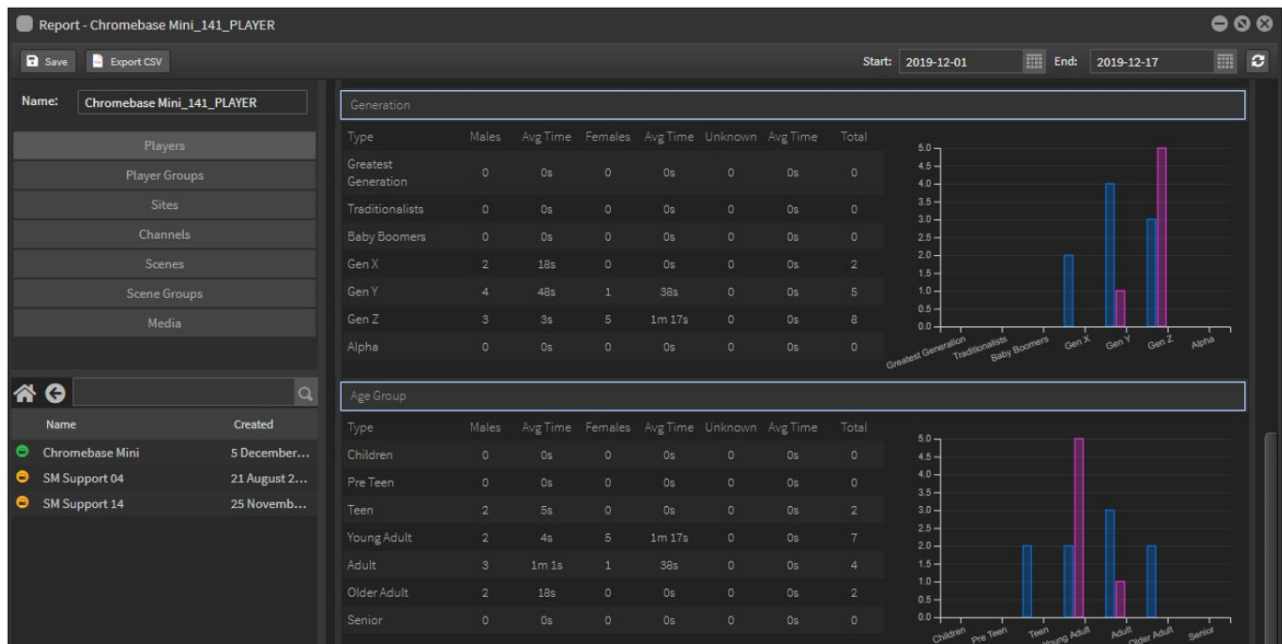 Report - Chromebase Mini_141_PLAYER
Save Export CSV Start: 2019-12-01 End: 2019-12-17
Name: Chromebase Mini_141_PLAYER
Players
Player Groups
Sites
Channels
Scenes
Scene Groups
Media
Name Created
Chromebase Mini 5 December...
SM Support 04 21 August 2...
SM Support 14 25 Novemb...
Generation
Type Males Avg Time Females Avg Time Unknown Avg Time Total
Greatest
Generation 0 0s 0 0s 0 0s 0
Traditionalists 0 0s 0 0s 0 0s 0
Baby Boomers 0 0s 0 0s 0 0s 0
Gen X 2 18s 0 0s 0 0s 2
Gen Y 4 48s 1 38s 0 0s 5
Gen Z 3 3s 5 1m 17s 0 0s 8
Alpha 0 0s 0 0s 0 0s 0
5.0
4.5
4.0
3.5
3.0
2.5
2.0
1.5
1.0
0.5
0.0
Greatest Generation Traditionalists Baby Boomers Gen X Gen Y Gen Z Alpha
Age Group
Type Males Avg Time Females Avg Time Unknown Avg Time Total
Children 0 0s 0 0s 0 0s 0
Pre Teen 0 0s 0 0s 0 0s 0
Teen 2 5s 0 0s 0 0s 2
Young Adult 2 4s 5 1m 17s 0 0s 7
Adult 3 1m 1s 1 38s 0 0s 4
Older Adult 2 18s 0 0s 0 0s 2
Senior 0 0s 0 0s 0 0s 0
5.0
4.5
4.0
3.5
3.0
2.5
2.0
1.5
1.0
0.5
0.0
Children Pre Teen Teen Young Adult Adult Older Adult Senior